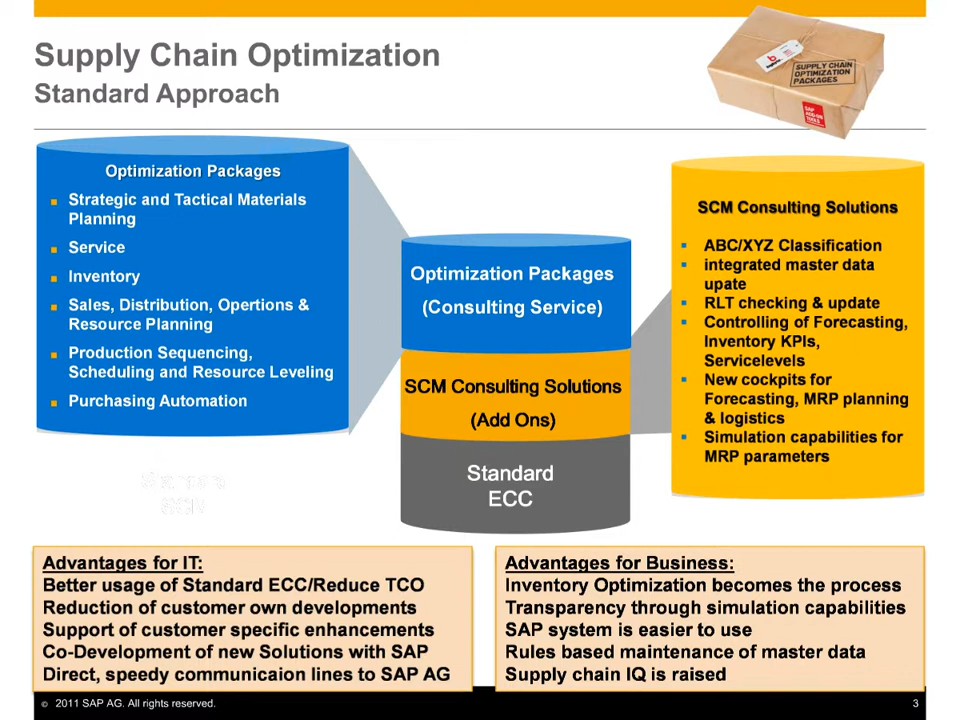 Supply Chain Optimization
Standard Approach
SUPPLY CHAIN
OPTIMIZATION
PACKAGES
SAP
ADD-ON
TOOLS
Optimization Packages
Strategic and Tactical Materials
Planning
Service
Inventory
Sales, Distribution, Opertions &
Resource Planning
Production Sequencing,
Scheduling and Resource Leveling
Purchasing Automation
Optimization Packages
(Consulting Service)
SCM Consulting Solutions
(Add Ons)
Standard
ECC
SCM Consulting Solutions
ABC/XYZ Classification
integrated master data
upate
RLT checking & update
Controlling of Forecasting,
Inventory KPIs,
Servicelevels
New cockpits for
Forecasting, MRP planning
& logistics
Simulation capabilities for
MRP parameters
Advantages for IT:
Better usage of Standard ECC/Reduce TCO
Reduction of customer own developments
Support of customer specific enhancements
Co-Development of new Solutions with SAP
Direct, speedy communicaion lines to SAP AG
Advantages for Business:
Inventory Optimization becomes the process
Transparency through simulation capabilities
SAP system is easier to use
Rules based maintenance of master data
Supply chain IQ is raised
© 2011 SAP AG. All rights reserved.
3